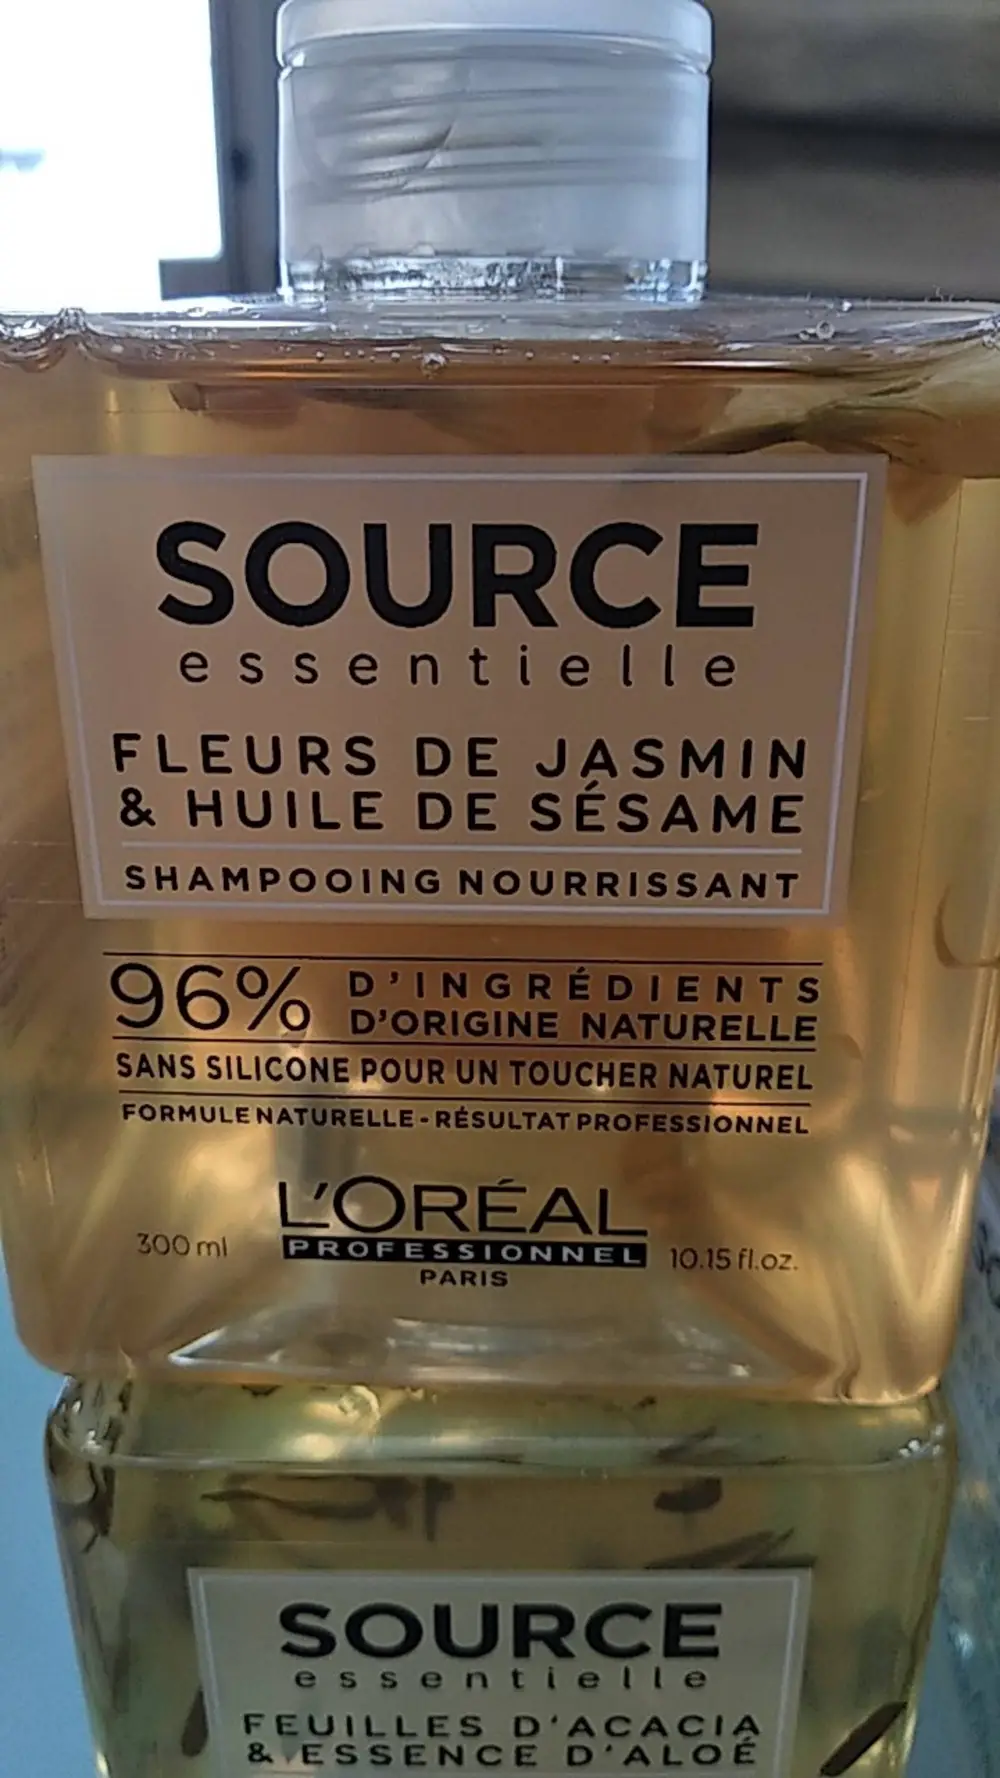 SOURCE
essentielle
FLEURS DE JASMIN
& HUILE DE SÉSAME
SHAMPOOING NOURRISSANT
96% D'INGRÉDIENTS
D'ORIGINE NATURELLE
SANS SILICONE POUR UN TOUCHER NATUREL
FORMULE NATURELLE - RÉSULTAT PROFESSIONNEL
L'ORÉAL
300 ml PROFESSIONNEL 10.15 fl.oz.
PARIS
SOURCE
essentielle
FEUILLES D'ACACIA
& ESSENCE D'ALOÉ